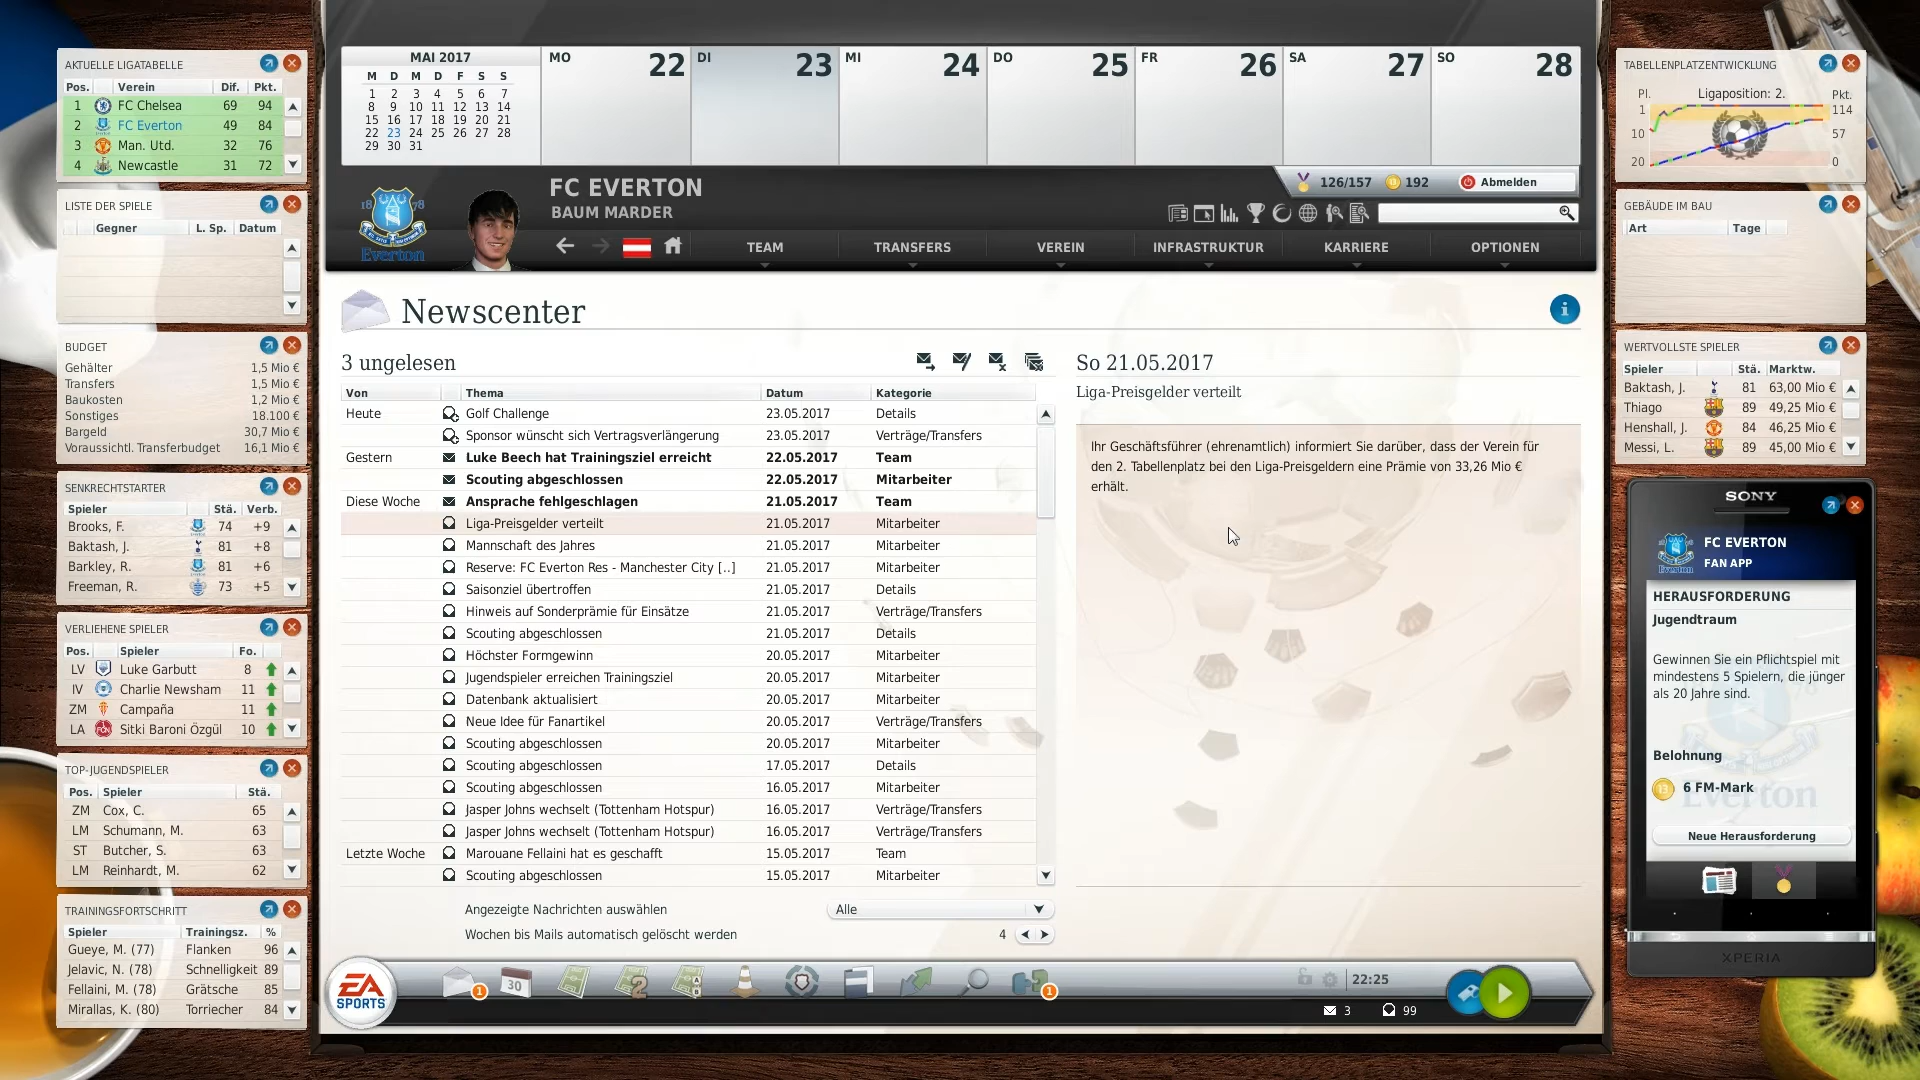 AKTUELLE LIGATABELLE
Pos. Verein Dif. Pkt.
1 FC Chelsea 69 94
2 FC Everton 49 84
3 Man. Utd. 32 76
4 Newcastle 31 72
LISTE DER SPIELE
Gegner L. Sp. Datum
BUDGET
Gehälter 1,5 Mio €
Transfers 1,5 Mio €
Baukosten 1,2 Mio €
Sonstiges 18.100 €
Bargeld 30,7 Mio €
Voraussichtl. Transferbudget 16,1 Mio €
SENKRECHTSTARTER
Spieler Stä. Verb.
Brooks, F. 74 +9
Baktash, J. 81 +8
Barkley, R. 81 +6
Freeman, R. 73 +5
VERLIEHENE SPIELER
Pos. Spieler Fo.
LV Luke Garbutt 8
IV Charlie Newsham 11
ZM Campaña 11
LA Sitki Baroni Özgül 10
TOP-JUGENDSPIELER
Pos. Spieler Stä.
ZM Cox, C. 65
LM Schumann, M. 63
ST Butcher, S. 63
LM Reinhardt, M. 62
TRAININGSFORTSCHRITT
Spieler Trainingsz. %
Gueye, M. (77) Flanken 96
Jelavic, N. (78) Schnelligkeit 89
Fellaini, M. (78) Grätsche 85
Mirallas, K. (80) Torriecher 84
MAI 2017
M D M D F S S
1 2 3 4 5 6 7
8 9 10 11 12 13 14
15 16 17 18 19 20 21
22 23 24 25 26 27 28
29 30 31
MO 22 DI 23 MI 24 DO 25 FR 26 SA 27 SO 28
18 78
Everton
FC EVERTON
BAUM MARDER
126/157 192 Abmelden
TEAM TRANSFERS VEREIN INFRASTRUKTUR KARRIERE OPTIONEN
Newscenter
3 ungelesen
Von Thema Datum Kategorie
Heute Golf Challenge 23.05.2017 Details
Sponsor wünscht sich Vertragsverlängerung 23.05.2017 Verträge/Transfers
Gestern Luke Beech hat Trainingsziel erreicht 22.05.2017 Team
Scouting abgeschlossen 22.05.2017 Mitarbeiter
Diese Woche Ansprache fehlgeschlagen 21.05.2017 Team
Liga-Preisgelder verteilt 21.05.2017 Mitarbeiter
Mannschaft des Jahres 21.05.2017 Mitarbeiter
Reserve: FC Everton Res - Manchester City [..] 21.05.2017 Mitarbeiter
Saisonziel übertroffen 21.05.2017 Details
Hinweis auf Sonderprämie für Einsätze 21.05.2017 Verträge/Transfers
Scouting abgeschlossen 21.05.2017 Details
Höchster Formgewinn 20.05.2017 Mitarbeiter
Jugendspieler erreichen Trainingsziel 20.05.2017 Mitarbeiter
Datenbank aktualisiert 20.05.2017 Mitarbeiter
Neue Idee für Fanartikel 20.05.2017 Verträge/Transfers
Scouting abgeschlossen 20.05.2017 Mitarbeiter
Scouting abgeschlossen 17.05.2017 Details
Scouting abgeschlossen 16.05.2017 Mitarbeiter
Jasper Johns wechselt (Tottenham Hotspur) 16.05.2017 Verträge/Transfers
Jasper Johns wechselt (Tottenham Hotspur) 16.05.2017 Verträge/Transfers
Letzte Woche Marouane Fellaini hat es geschafft 15.05.2017 Team
Scouting abgeschlossen 15.05.2017 Mitarbeiter
Angezeigte Nachrichten auswählen Alle
Wochen bis Mails automatisch gelöscht werden 4
So 21.05.2017
Liga-Preisgelder verteilt
Ihr Geschäftsführer (ehrenamtlich) informiert Sie darüber, dass der Verein für
den 2. Tabellenplatz bei den Liga-Preisgeldern eine Prämie von 33,26 Mio €
erhält.
EA
SPORTS
1 30 2 1
22:25
3 99
TABELLENPLATZENTWICKLUNG
Pl. Ligaposition: 2. Pkt.
1 114
10 57
20 0
GEBÄUDE IM BAU
Art Tage
WERTVOLLSTE SPIELER
Spieler Stä. Marktw.
Baktash, J. 81 63,00 Mio €
Thiago 89 49,25 Mio €
Henshall, J. 84 46,25 Mio €
Messi, L. 89 45,00 Mio €
SONY
Everton
FC EVERTON
FAN APP
HERAUSFORDERUNG
Jugendtraum
Gewinnen Sie ein Pflichtspiel mit
mindestens 5 Spielern, die jünger
als 20 Jahre sind.
Belohnung
6 FM-Mark
Everton
Neue Herausforderung
XPERIA